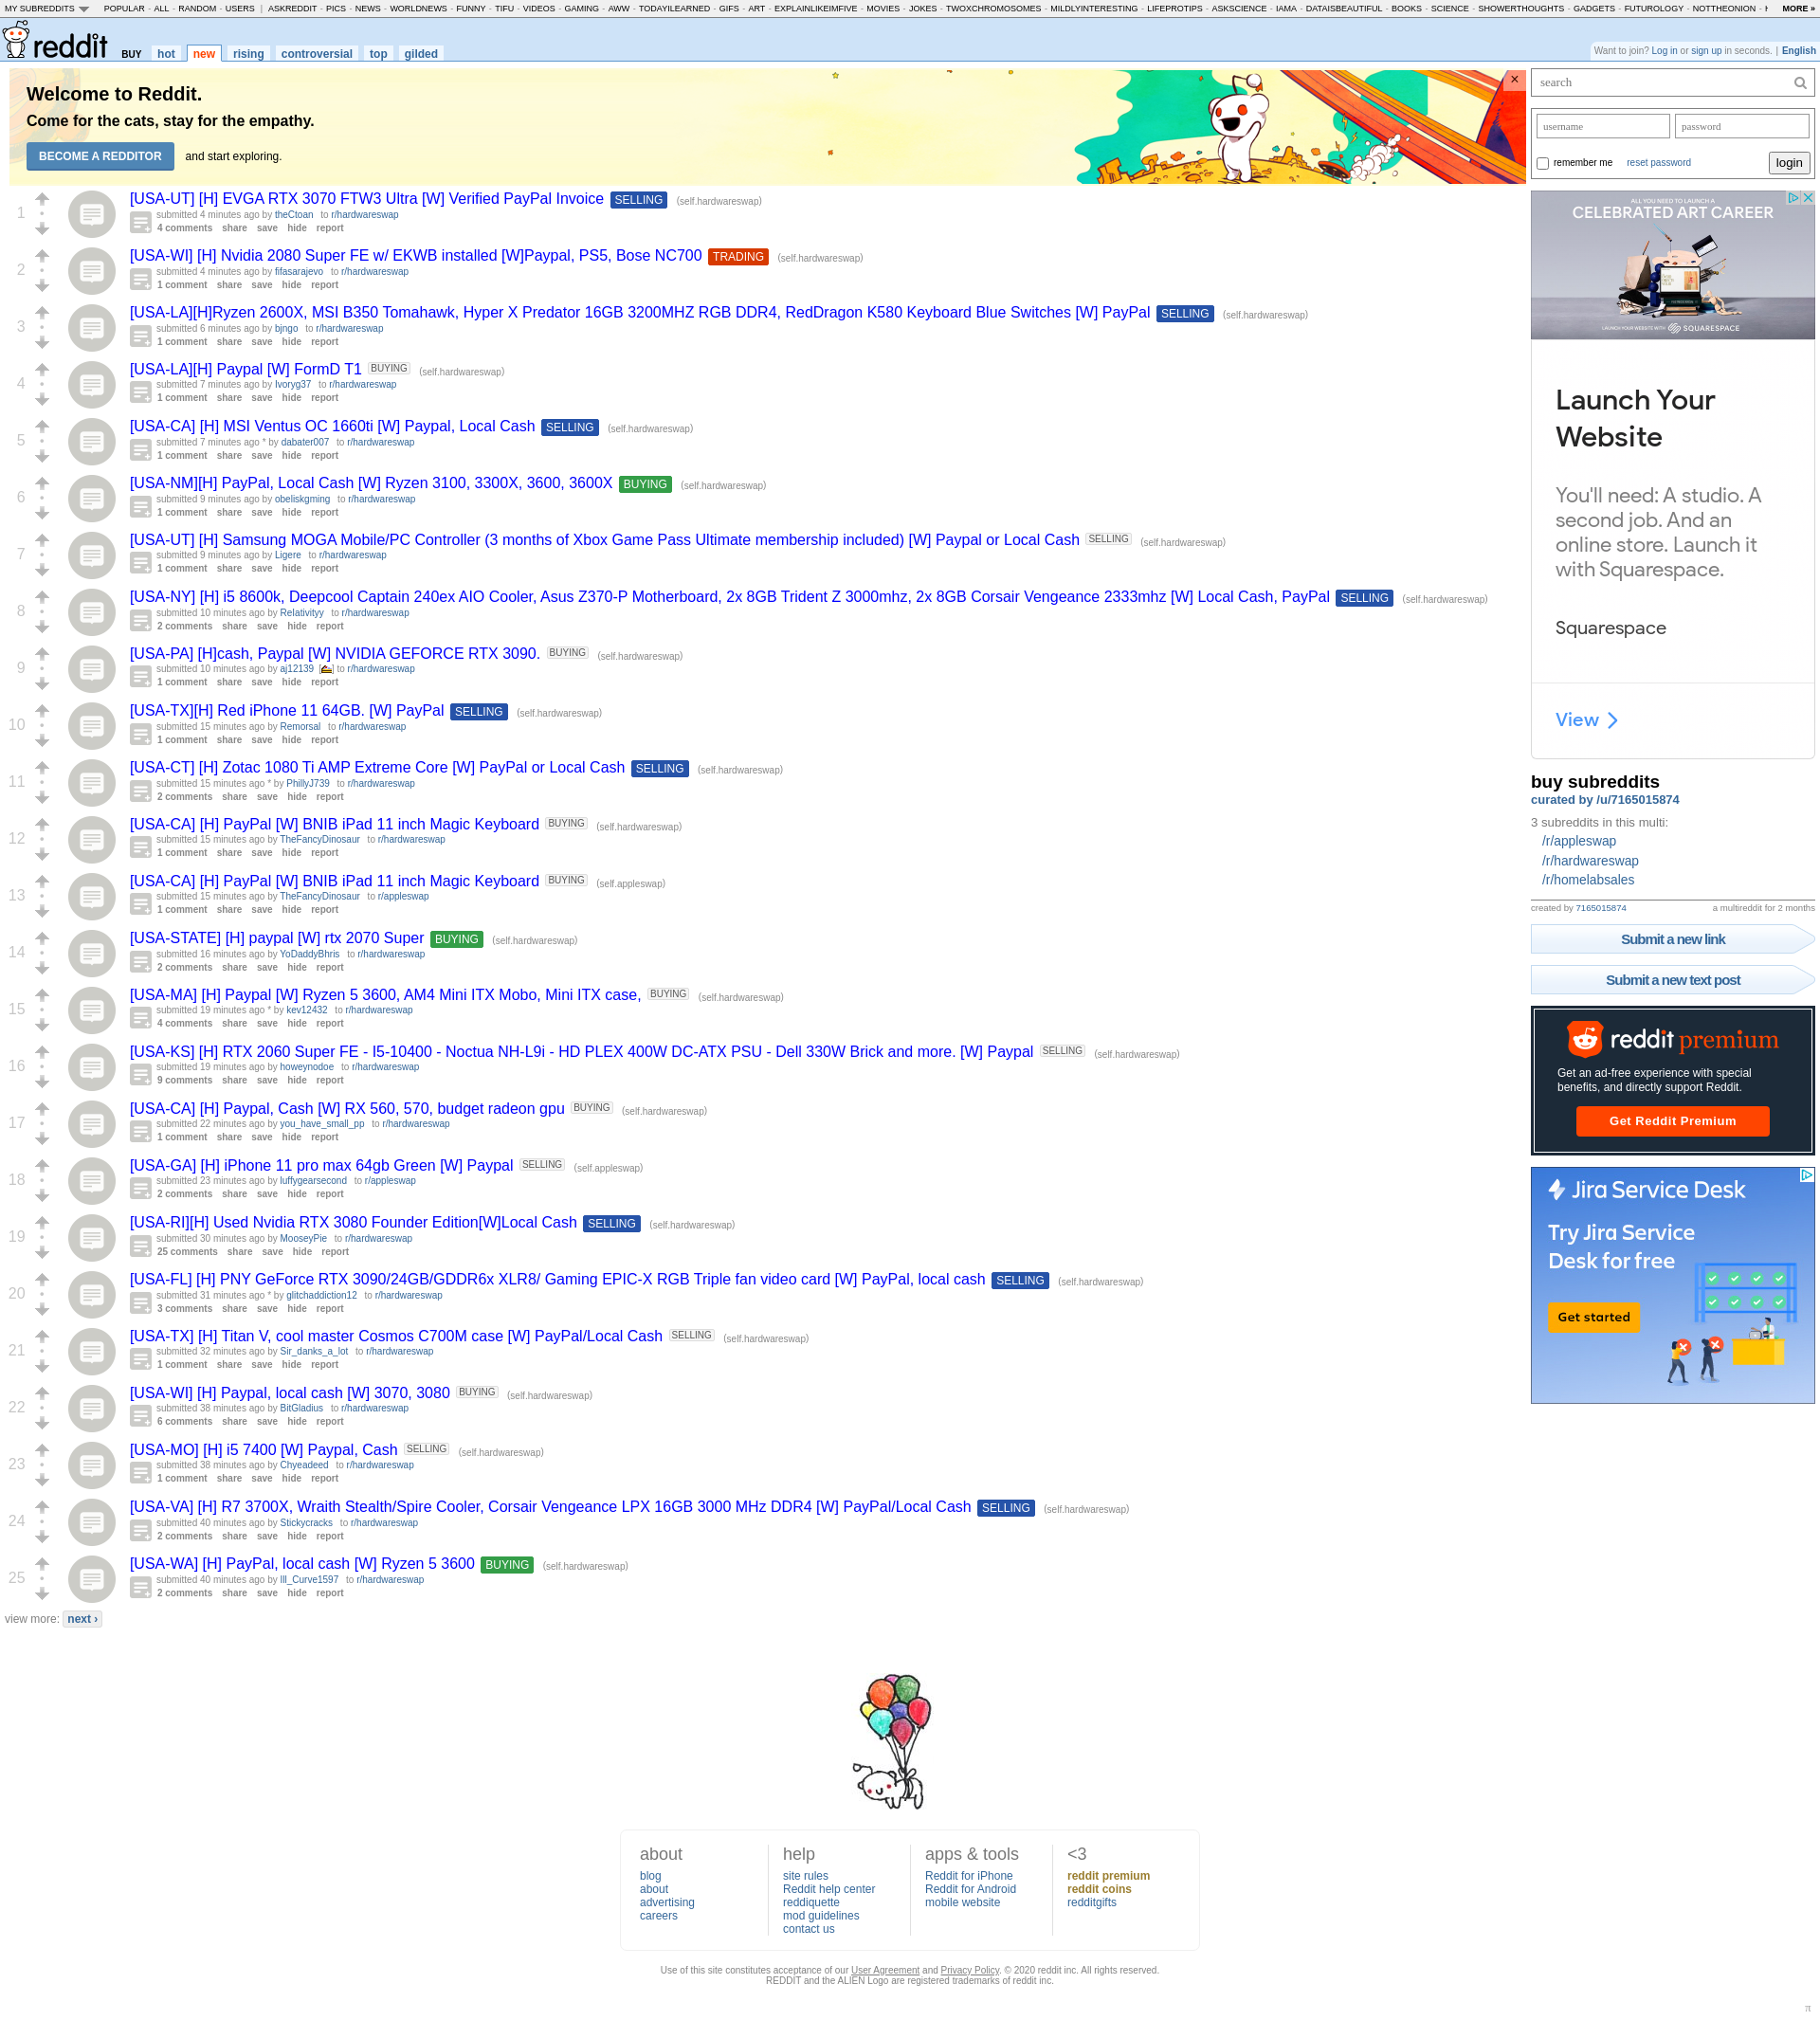 MY SUBREDDITS POPULAR - ALL - RANDOM - USERS | ASKREDDIT - PICS - NEWS - WORLDNEWS - FUNNY - TIFU - VIDEOS - GAMING - AWW - TODAYILEARNED - GIFS - ART - EXPLAINLIKEIMFIVE - MOVIES - JOKES - TWOXCHROMOSOMES - MILDLYINTERESTING - LIFEPROTIPS - ASKSCIENCE - IAMA - DATAISBEAUTIFUL - BOOKS - SCIENCE - SHOWERTHOUGHTS - GADGETS - FUTUROLOGY - NOTTHEONION - MORE »
reddit BUY hot new rising controversial top gilded
Want to join? Log in or sign up in seconds. | English
Welcome to Reddit.
Come for the cats, stay for the empathy.
BECOME A REDDITOR and start exploring.
×
1
[USA-UT] [H] EVGA RTX 3070 FTW3 Ultra [W] Verified PayPal Invoice SELLING (self.hardwareswap)
submitted 4 minutes ago by theCtoan to r/hardwareswap
4 comments share save hide report
2
[USA-WI] [H] Nvidia 2080 Super FE w/ EKWB installed [W]Paypal, PS5, Bose NC700 TRADING (self.hardwareswap)
submitted 4 minutes ago by fifasarajevo to r/hardwareswap
1 comment share save hide report
3
[USA-LA][H]Ryzen 2600X, MSI B350 Tomahawk, Hyper X Predator 16GB 3200MHZ RGB DDR4, RedDragon K580 Keyboard Blue Switches [W] PayPal SELLING (self.hardwareswap)
submitted 6 minutes ago by bjngo to r/hardwareswap
1 comment share save hide report
4
[USA-LA][H] Paypal [W] FormD T1 BUYING (self.hardwareswap)
submitted 7 minutes ago by Ivoryg37 to r/hardwareswap
1 comment share save hide report
5
[USA-CA] [H] MSI Ventus OC 1660ti [W] Paypal, Local Cash SELLING (self.hardwareswap)
submitted 7 minutes ago * by dabater007 to r/hardwareswap
1 comment share save hide report
6
[USA-NM][H] PayPal, Local Cash [W] Ryzen 3100, 3300X, 3600, 3600X BUYING (self.hardwareswap)
submitted 9 minutes ago by obeliskgming to r/hardwareswap
1 comment share save hide report
7
[USA-UT] [H] Samsung MOGA Mobile/PC Controller (3 months of Xbox Game Pass Ultimate membership included) [W] Paypal or Local Cash SELLING (self.hardwareswap)
submitted 9 minutes ago by Ligere to r/hardwareswap
1 comment share save hide report
8
[USA-NY] [H] i5 8600k, Deepcool Captain 240ex AIO Cooler, Asus Z370-P Motherboard, 2x 8GB Trident Z 3000mhz, 2x 8GB Corsair Vengeance 2333mhz [W] Local Cash, PayPal SELLING (self.hardwareswap)
submitted 10 minutes ago by Relativityy to r/hardwareswap
2 comments share save hide report
9
[USA-PA] [H]cash, Paypal [W] NVIDIA GEFORCE RTX 3090. BUYING (self.hardwareswap)
submitted 10 minutes ago by aj12139 [] to r/hardwareswap
1 comment share save hide report
10
[USA-TX][H] Red iPhone 11 64GB. [W] PayPal SELLING (self.hardwareswap)
submitted 15 minutes ago by Remorsal to r/hardwareswap
1 comment share save hide report
11
[USA-CT] [H] Zotac 1080 Ti AMP Extreme Core [W] PayPal or Local Cash SELLING (self.hardwareswap)
submitted 15 minutes ago * by PhillyJ739 to r/hardwareswap
2 comments share save hide report
12
[USA-CA] [H] PayPal [W] BNIB iPad 11 inch Magic Keyboard BUYING (self.hardwareswap)
submitted 15 minutes ago by TheFancyDinosaur to r/hardwareswap
1 comment share save hide report
13
[USA-CA] [H] PayPal [W] BNIB iPad 11 inch Magic Keyboard BUYING (self.appleswap)
submitted 15 minutes ago by TheFancyDinosaur to r/appleswap
1 comment share save hide report
14
[USA-STATE] [H] paypal [W] rtx 2070 Super BUYING (self.hardwareswap)
submitted 16 minutes ago by YoDaddyBhris to r/hardwareswap
2 comments share save hide report
15
[USA-MA] [H] Paypal [W] Ryzen 5 3600, AM4 Mini ITX Mobo, Mini ITX case, BUYING (self.hardwareswap)
submitted 19 minutes ago * by kev12432 to r/hardwareswap
4 comments share save hide report
16
[USA-KS] [H] RTX 2060 Super FE - I5-10400 - Noctua NH-L9i - HD PLEX 400W DC-ATX PSU - Dell 330W Brick and more. [W] Paypal SELLING (self.hardwareswap)
submitted 19 minutes ago by howeynodoe to r/hardwareswap
9 comments share save hide report
17
[USA-CA] [H] Paypal, Cash [W] RX 560, 570, budget radeon gpu BUYING (self.hardwareswap)
submitted 22 minutes ago by you_have_small_pp to r/hardwareswap
1 comment share save hide report
18
[USA-GA] [H] iPhone 11 pro max 64gb Green [W] Paypal SELLING (self.appleswap)
submitted 23 minutes ago by luffygearsecond to r/appleswap
2 comments share save hide report
19
[USA-RI][H] Used Nvidia RTX 3080 Founder Edition[W]Local Cash SELLING (self.hardwareswap)
submitted 30 minutes ago by MooseyPie to r/hardwareswap
25 comments share save hide report
20
[USA-FL] [H] PNY GeForce RTX 3090/24GB/GDDR6x XLR8/ Gaming EPIC-X RGB Triple fan video card [W] PayPal, local cash SELLING (self.hardwareswap)
submitted 31 minutes ago * by glitchaddiction12 to r/hardwareswap
3 comments share save hide report
21
[USA-TX] [H] Titan V, cool master Cosmos C700M case [W] PayPal/Local Cash SELLING (self.hardwareswap)
submitted 32 minutes ago by Sir_danks_a_lot to r/hardwareswap
1 comment share save hide report
22
[USA-WI] [H] Paypal, local cash [W] 3070, 3080 BUYING (self.hardwareswap)
submitted 38 minutes ago by BitGladius to r/hardwareswap
6 comments share save hide report
23
[USA-MO] [H] i5 7400 [W] Paypal, Cash SELLING (self.hardwareswap)
submitted 38 minutes ago by Chyeadeed to r/hardwareswap
1 comment share save hide report
24
[USA-VA] [H] R7 3700X, Wraith Stealth/Spire Cooler, Corsair Vengeance LPX 16GB 3000 MHz DDR4 [W] PayPal/Local Cash SELLING (self.hardwareswap)
submitted 40 minutes ago by Stickycracks to r/hardwareswap
2 comments share save hide report
25
[USA-WA] [H] PayPal, local cash [W] Ryzen 5 3600 BUYING (self.hardwareswap)
submitted 40 minutes ago by Ill_Curve1597 to r/hardwareswap
2 comments share save hide report
view more: next ›
search
username password
remember me reset password login
ALL YOU NEED TO LAUNCH A
CELEBRATED ART CAREER
LAUNCH YOUR WEBSITE WITH SQUARESPACE
Launch Your
Website
You'll need: A studio. A
second job. And an
online store. Launch it
with Squarespace.
Squarespace
View
buy subreddits
curated by /u/7165015874
3 subreddits in this multi:
/r/appleswap
/r/hardwareswap
/r/homelabsales
created by 7165015874 a multireddit for 2 months
Submit a new link
Submit a new text post
reddit premium
Get an ad-free experience with special
benefits, and directly support Reddit.
Get Reddit Premium
Jira Service Desk
Try Jira Service
Desk for free
Get started
about
blog
about
advertising
careers
help
site rules
Reddit help center
reddiquette
mod guidelines
contact us
apps & tools
Reddit for iPhone
Reddit for Android
mobile website
<3
reddit premium
reddit coins
redditgifts
Use of this site constitutes acceptance of our User Agreement and Privacy Policy. © 2020 reddit inc. All rights reserved.
REDDIT and the ALIEN Logo are registered trademarks of reddit inc.
π